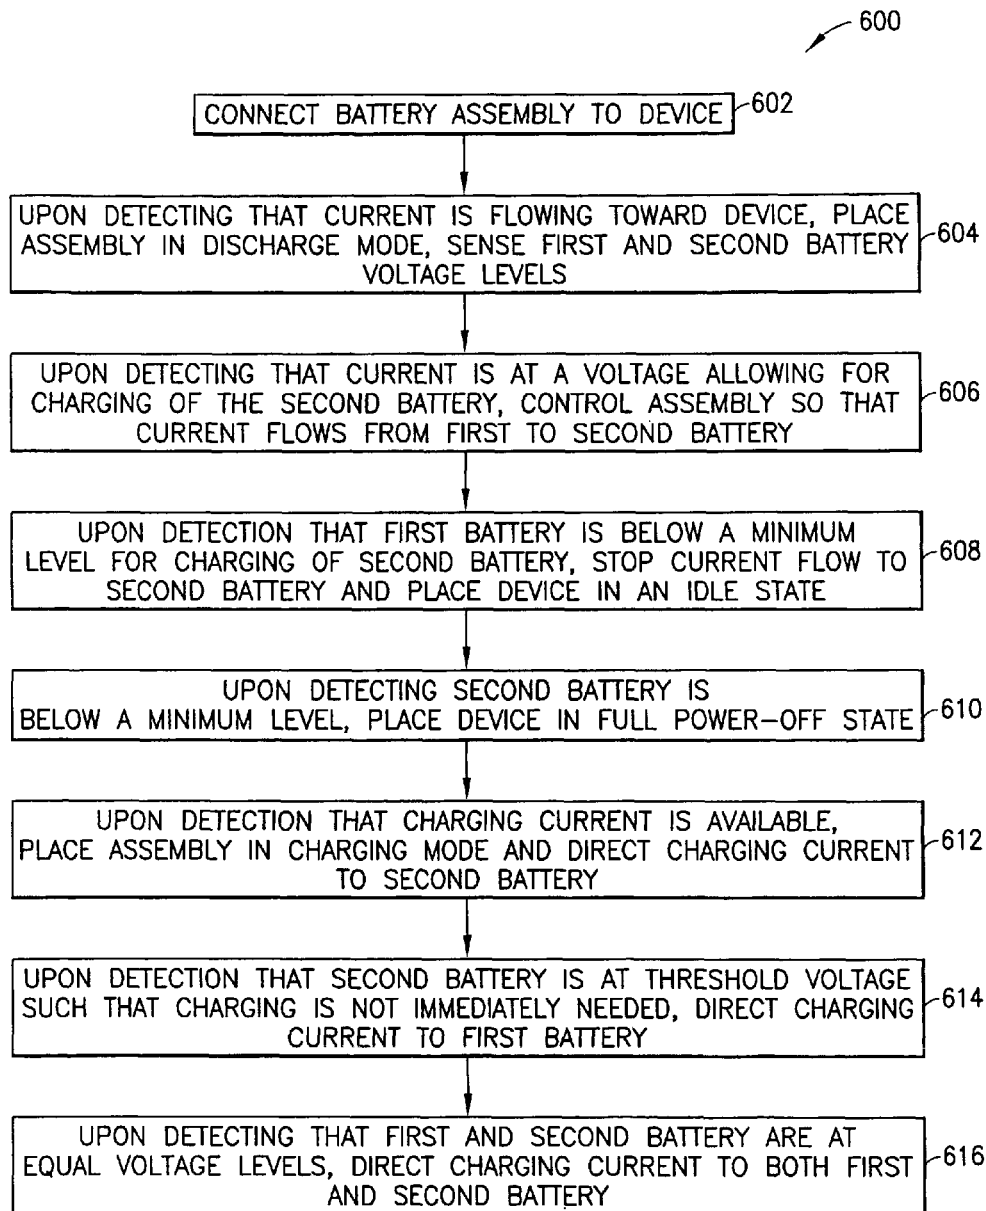 600
CONNECT BATTERY ASSEMBLY TO DEVICE
602
UPON DETECTING THAT CURRENT IS FLOWING TOWARD DEVICE, PLACE
ASSEMBLY IN DISCHARGE MODE, SENSE FIRST AND SECOND BATTERY
VOLTAGE LEVELS
604
UPON DETECTING THAT CURRENT IS AT A VOLTAGE ALLOWING FOR
CHARGING OF THE SECOND BATTERY, CONTROL ASSEMBLY SO THAT
CURRENT FLOWS FROM FIRST TO SECOND BATTERY
606
UPON DETECTION THAT FIRST BATTERY IS BELOW A MINIMUM
LEVEL FOR CHARGING OF SECOND BATTERY, STOP CURRENT FLOW TO
SECOND BATTERY AND PLACE DEVICE IN AN IDLE STATE
608
UPON DETECTING SECOND BATTERY IS
BELOW A MINIMUM LEVEL, PLACE DEVICE IN FULL POWER-OFF STATE
610
UPON DETECTION THAT CHARGING CURRENT IS AVAILABLE,
PLACE ASSEMBLY IN CHARGING MODE AND DIRECT CHARGING CURRENT
TO SECOND BATTERY
612
UPON DETECTION THAT SECOND BATTERY IS AT THRESHOLD VOLTAGE
SUCH THAT CHARGING IS NOT IMMEDIATELY NEEDED, DIRECT CHARGING
CURRENT TO FIRST BATTERY
614
UPON DETECTING THAT FIRST AND SECOND BATTERY ARE AT
EQUAL VOLTAGE LEVELS, DIRECT CHARGING CURRENT TO BOTH FIRST
AND SECOND BATTERY
616